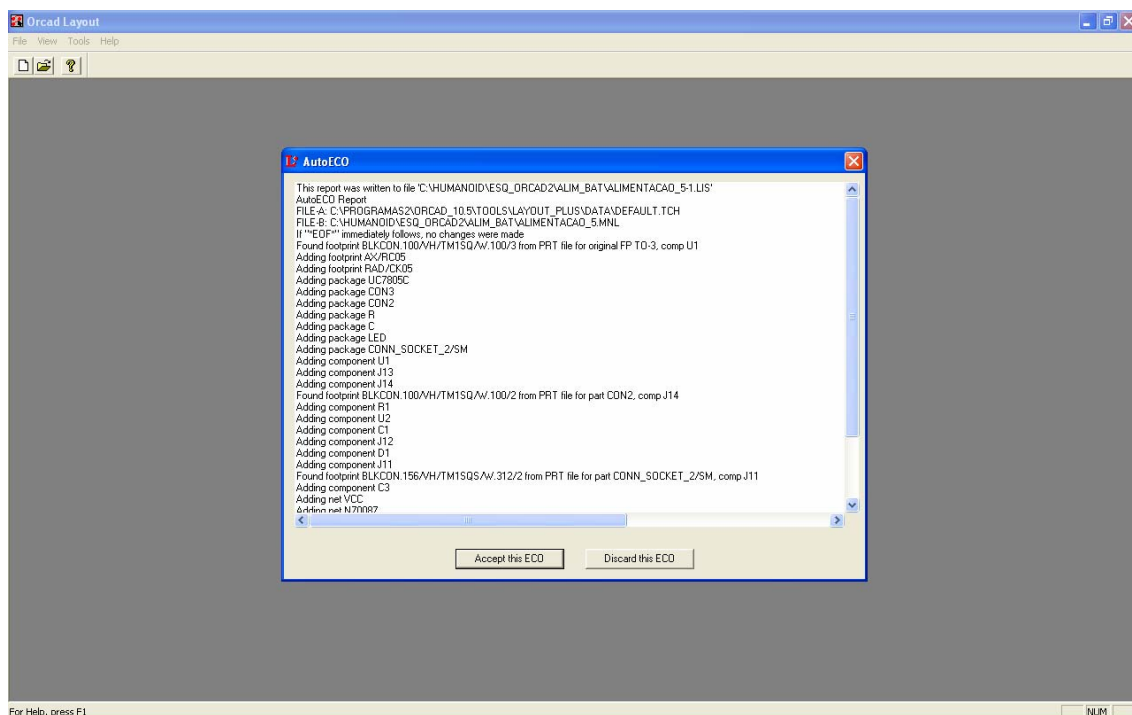 Orcad Layout
File View Tools Help
AutoECO
This report was written to file 'C:\HUMANOID\ESQ_ORCAD2\ALIM_BAT\ALIMENTACAO_5-1.LIS'
AutoECO Report
FILE-A: C:\PROGRAMAS2\ORCAD_10.5\TOOLS\LAYOUT_PLUS\DATA\DEFAULT.TCH
FILE-B: C:\HUMANOID\ESQ_ORCAD2\ALIM_BAT\ALIMENTACAO_5.MNL
If "*EOF*" immediately follows, no changes were made
Found footprint BLKCON.100/VH/TM1SQ/W.100/3 from PRT file for original FP TO-3, comp U1
Adding footprint AX/RC05
Adding footprint RAD/CK05
Adding package UC7805C
Adding package CON3
Adding package CON2
Adding package R
Adding package C
Adding package LED
Adding package CONN_SOCKET_2/SM
Adding component U1
Adding component J13
Adding component J14
Found footprint BLKCON.100/VH/TM1SQ/W.100/2 from PRT file for part CON2, comp J14
Adding component R1
Adding component U2
Adding component C1
Adding component J12
Adding component D1
Adding component J11
Found footprint BLKCON.156/VH/TM1SQS/W.312/2 from PRT file for part CONN_SOCKET_2/SM, comp J11
Adding component C3
Adding net VCC
Adding net N70087
Accept this ECO Discard this ECO
For Help, press F1 NUM